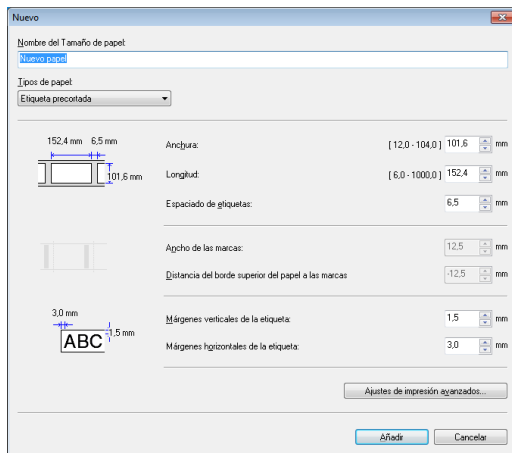 Nuevo
Nombre del Tamaño de papel:
Nuevo papel
Tipos de papel:
Etiqueta precortada
152,4 mm 6,5 mm
101,6 mm
Anchura: [ 12,0 - 104,0 ] 101,6 mm
Longitud: [ 6,0 - 1000,0 ] 152,4 mm
Espaciado de etiquetas: 6,5 mm
Ancho de las marcas: 12,5 mm
Distancia del borde superior del papel a las marcas -12,5 mm
3,0 mm
1,5 mm
ABC
Márgenes verticales de la etiqueta: 1,5 mm
Márgenes horizontales de la etiqueta: 3,0 mm
Ajustes de impresión avanzados...
Añadir Cancelar